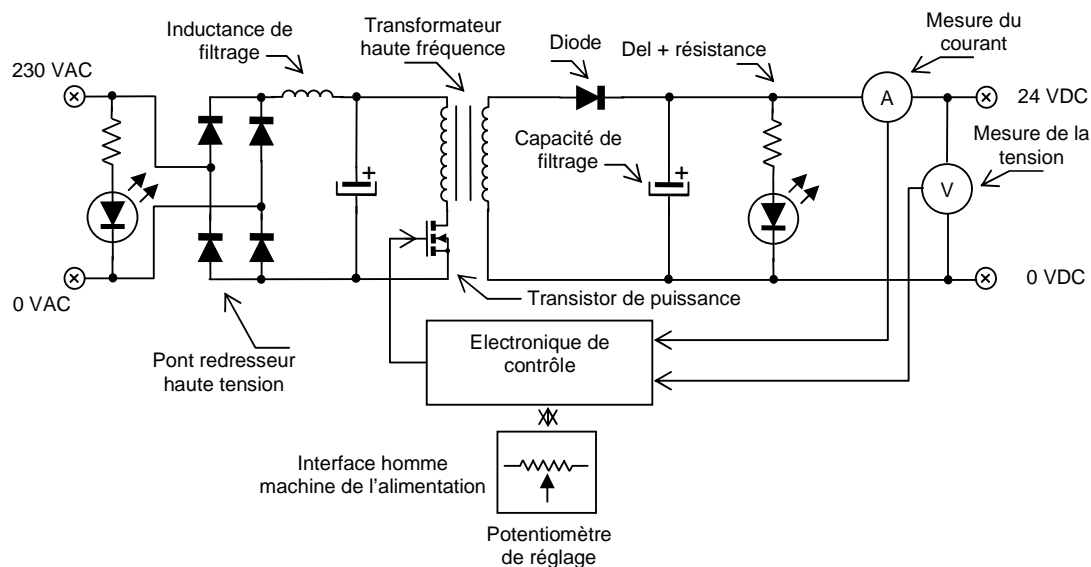 Inductance de
filtrage
Transformateur
haute fréquence
Diode
Del + résistance
Mesure du
courant
230 VAC
A
24 VDC
Mesure de la
tension
Capacité de
filtrage
+
+
V
0 VAC
0 VDC
Transistor de puissance
Pont redresseur
haute tension
Electronique de
contrôle
Interface homme
machine de l'alimentation
Potentiomètre
de réglage